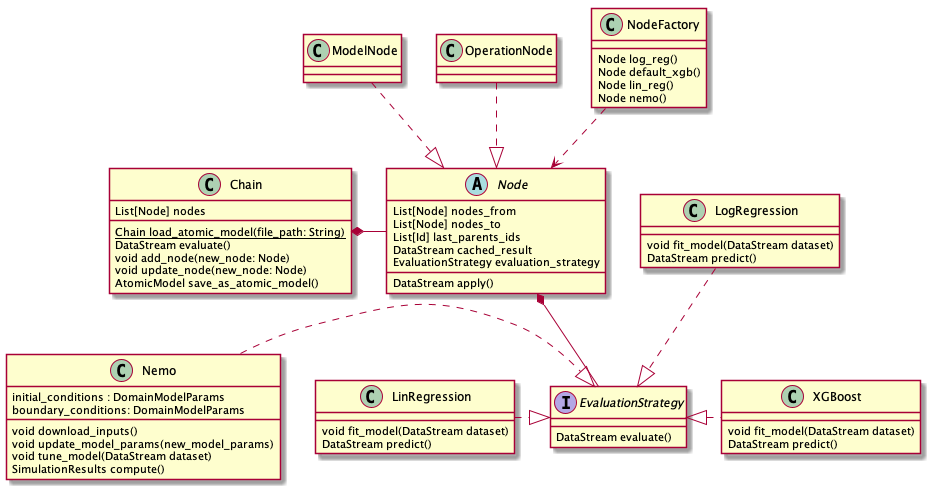 C ModelNode
C OperationNode
C NodeFactory
Node log_reg()
Node default_xgb()
Node lin_reg()
Node nemo()
C Chain
List[Node] nodes
Chain load_atomic_model(file_path: String)
DataStream evaluate()
void add_node(new_node: Node)
void update_node(new_node: Node)
AtomicModel save_as_atomic_model()
A Node
List[Node] nodes_from
List[Node] nodes_to
List[Id] last_parents_ids
DataStream cached_result
EvaluationStrategy evaluation_strategy
DataStream apply()
C LogRegression
void fit_model(DataStream dataset)
DataStream predict()
C Nemo
initial_conditions : DomainModelParams
boundary_conditions: DomainModelParams
void download_inputs()
void update_model_params(new_model_params)
void tune_model(DataStream dataset)
SimulationResults compute()
C LinRegression
void fit_model(DataStream dataset)
DataStream predict()
I EvaluationStrategy
DataStream evaluate()
C XGBoost
void fit_model(DataStream dataset)
DataStream predict()